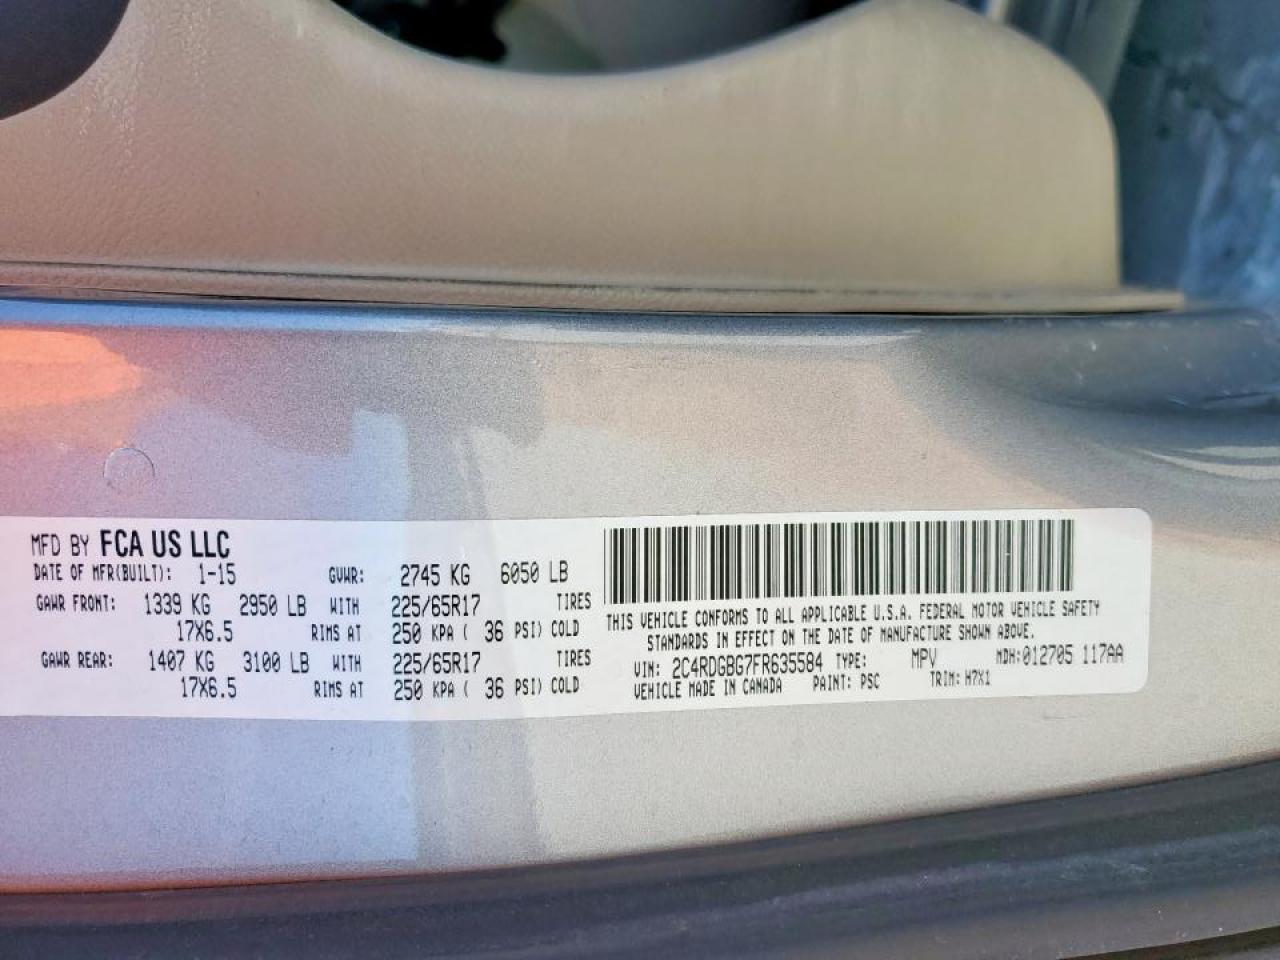 MFD BY FCA US LLC
DATE OF MFR(BUILT): 1-15 GVWR: 2745 KG 6050 LB
GAWR FRONT: 1339 KG 2950 LB WITH 225/65R17 TIRES
17X6.5 RIMS AT 250 KPA ( 36 PSI) COLD
GAWR REAR: 1407 KG 3100 LB WITH 225/65R17 TIRES
17X6.5 RIMS AT 250 KPA ( 36 PSI) COLD
THIS VEHICLE CONFORMS TO ALL APPLICABLE U.S.A. FEDERAL MOTOR VEHICLE SAFETY
STANDARDS IN EFFECT ON THE DATE OF MANUFACTURE SHOWN ABOVE.
VIN: 2C4RDGBG7FR635584 TYPE: MPV MDH:012705 117AA
VEHICLE MADE IN CANADA PAINT: PSC TRIM: H7X1